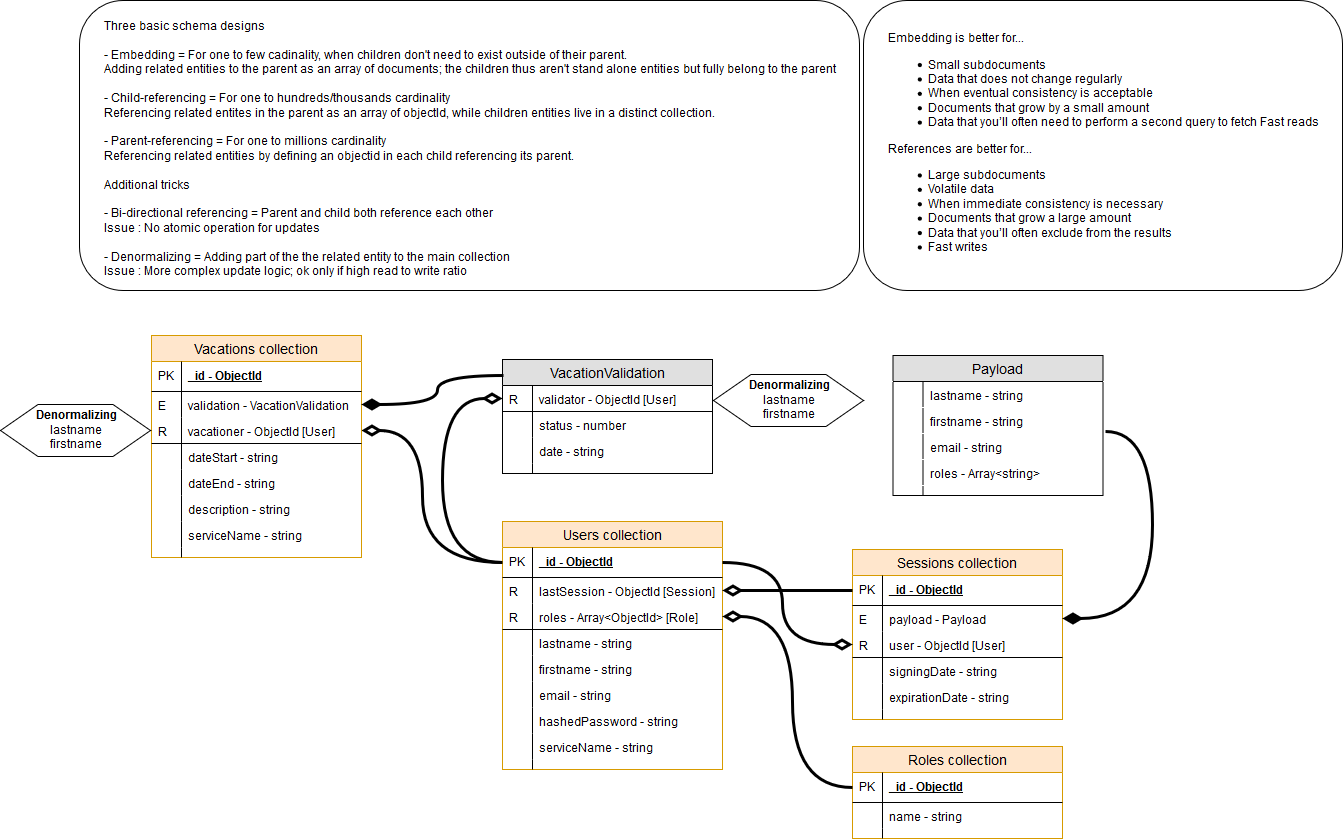 Three basic schema designs
- Embedding = For one to few cadinality, when children don't need to exist outside of their parent.
Adding related entities to the parent as an array of documents; the children thus aren't stand alone entities but fully belong to the parent
- Child-referencing = For one to hundreds/thousands cardinality
Referencing related entites in the parent as an array of objectId, while children entities live in a distinct collection.
- Parent-referencing = For one to millions cardinality
Referencing related entities by defining an objectid in each child referencing its parent.
Additional tricks
- Bi-directional referencing = Parent and child both reference each other
Issue : No atomic operation for updates
- Denormalizing = Adding part of the the related entity to the main collection
Issue : More complex update logic; ok only if high read to write ratio
Embedding is better for...
• Small subdocuments
• Data that does not change regularly
• When eventual consistency is acceptable
• Documents that grow by a small amount
• Data that you'll often need to perform a second query to fetch Fast reads
References are better for...
• Large subdocuments
• Volatile data
• When immediate consistency is necessary
• Documents that grow a large amount
• Data that you'll often exclude from the results
• Fast writes
Denormalizing
lastname
firstname
Vacations collection
PK _id - ObjectId
E validation - VacationValidation
R vacationer - ObjectId [User]
dateStart - string
dateEnd - string
description - string
serviceName - string
VacationValidation
R validator - ObjectId [User]
status - number
date - string
Denormalizing
lastname
firstname
Payload
lastname - string
firstname - string
email - string
roles - Array<string>
Users collection
PK _id - ObjectId
R lastSession - ObjectId [Session]
R roles - Array<ObjectId> [Role]
lastname - string
firstname - string
email - string
hashedPassword - string
serviceName - string
Sessions collection
PK _id - ObjectId
E payload - Payload
R user - ObjectId [User]
signingDate - string
expirationDate - string
Roles collection
PK _id - ObjectId
name - string